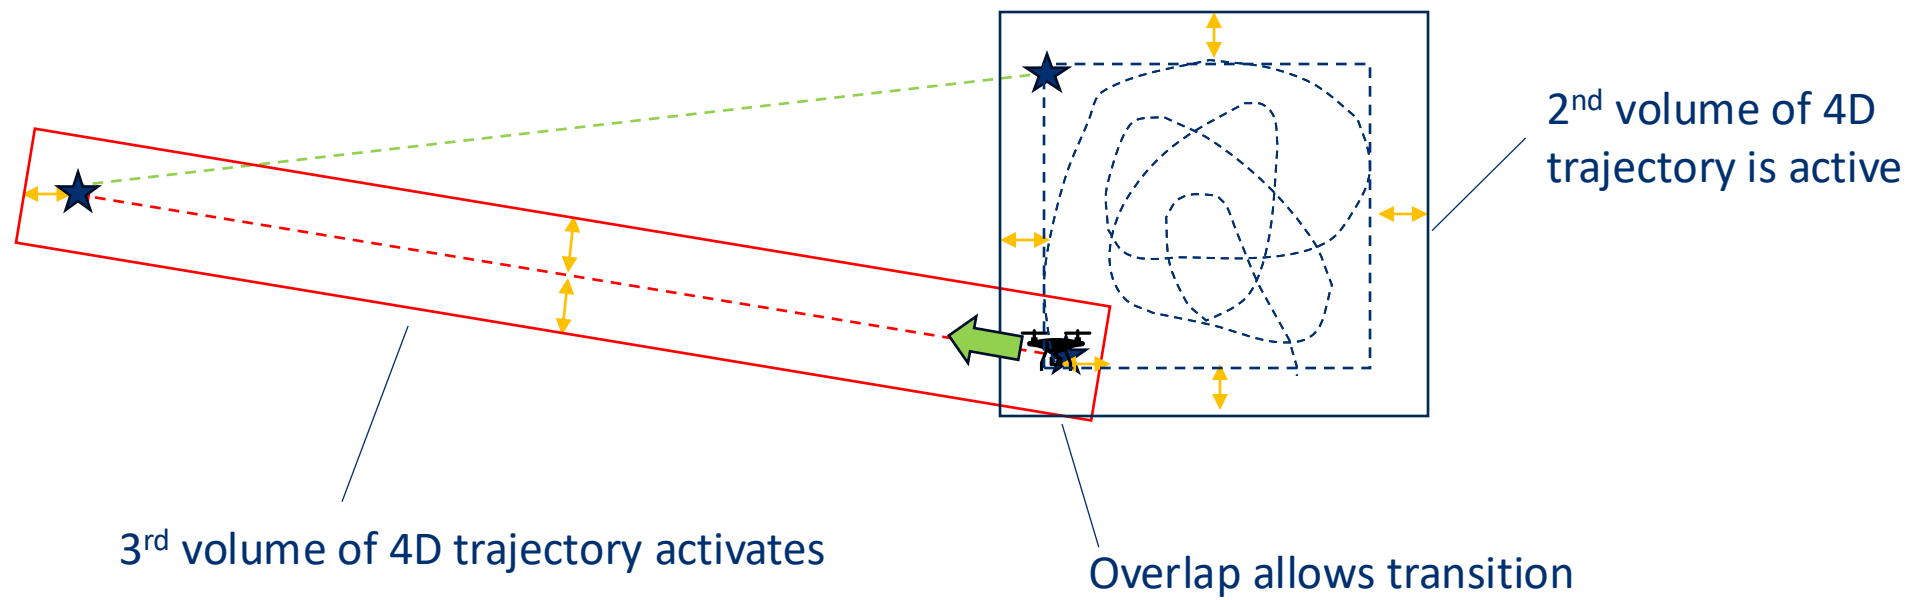 2nd volume of 4D
trajectory is active
3rd volume of 4D trajectory activates
Overlap allows transition